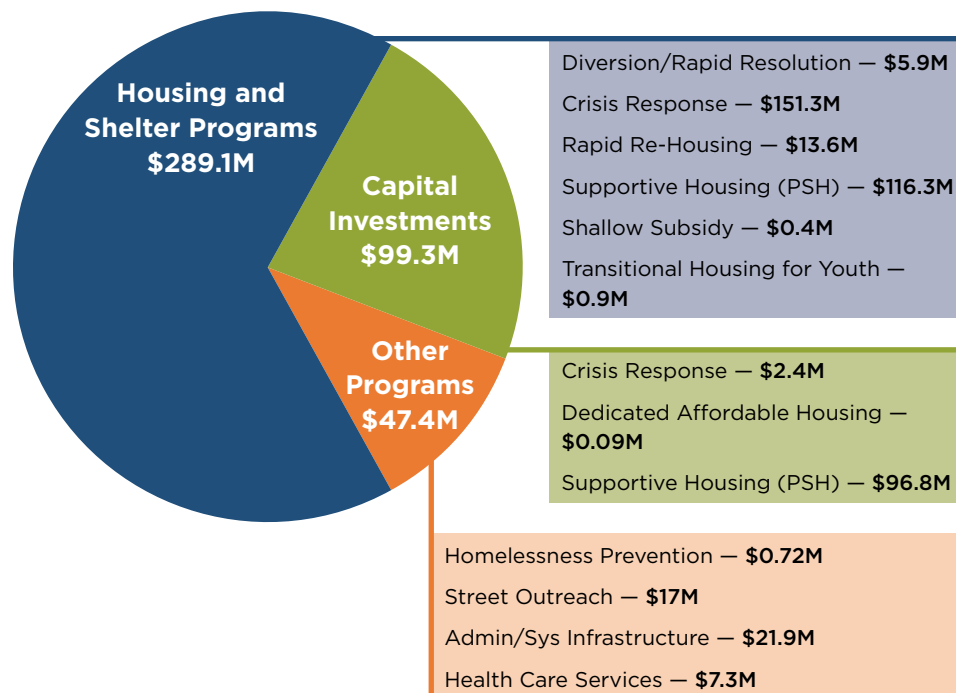 Housing and
Shelter Programs
$289.1M
Capital
Investments
$99.3M
Other
Programs
$47.4M
Diversion/Rapid Resolution — $5.9M
Crisis Response — $151.3M
Rapid Re-Housing — $13.6M
Supportive Housing (PSH) — $116.3M
Shallow Subsidy — $0.4M
Transitional Housing for Youth —
$0.9M
Crisis Response — $2.4M
Dedicated Affordable Housing —
$0.09M
Supportive Housing (PSH) — $96.8M
Homelessness Prevention — $0.72M
Street Outreach — $17M
Admin/Sys Infrastructure — $21.9M
Health Care Services — $7.3M